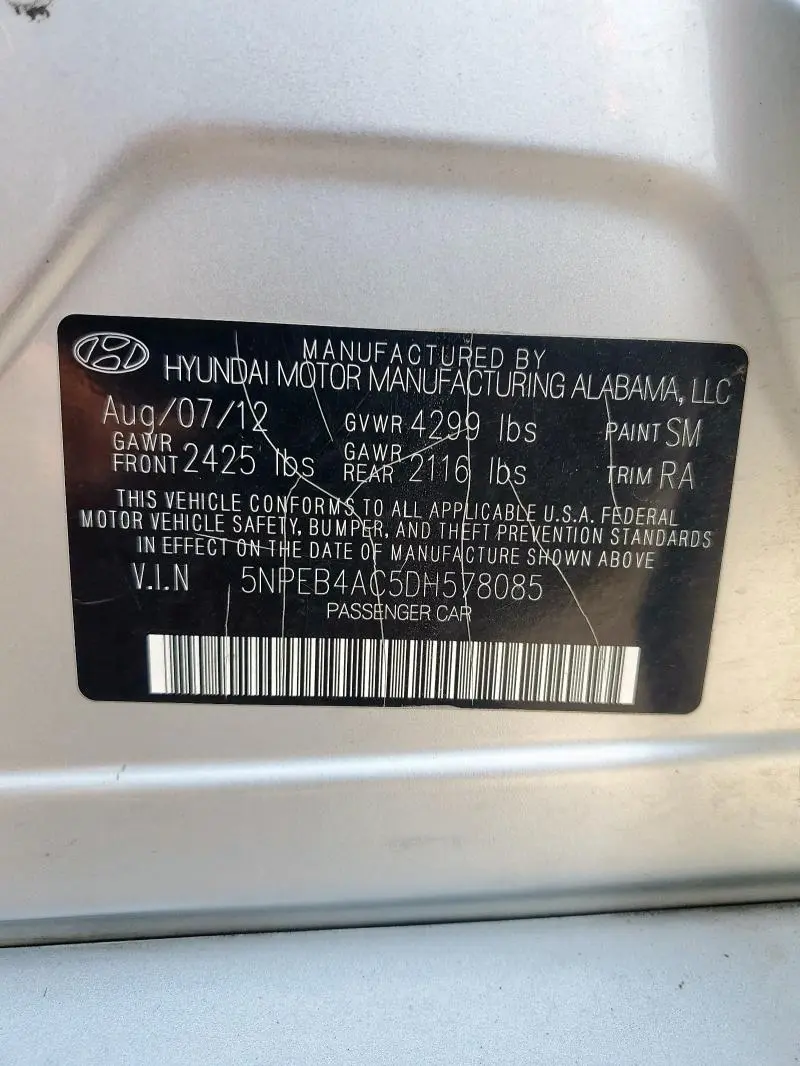 MANUFACTURED BY
HYUNDAI MOTOR MANUFACTURING ALABAMA, LLC
Aug/07/12 GVWR 4299 lbs PAINT SM
GAWR FRONT 2425 lbs GAWR REAR 2116 lbs TRIM RA
THIS VEHICLE CONFORMS TO ALL APPLICABLE U.S.A. FEDERAL
MOTOR VEHICLE SAFETY, BUMPER, AND THEFT PREVENTION STANDARDS
IN EFFECT ON THE DATE OF MANUFACTURE SHOWN ABOVE
V.I.N 5NPEB4AC5DH578085
PASSENGER CAR